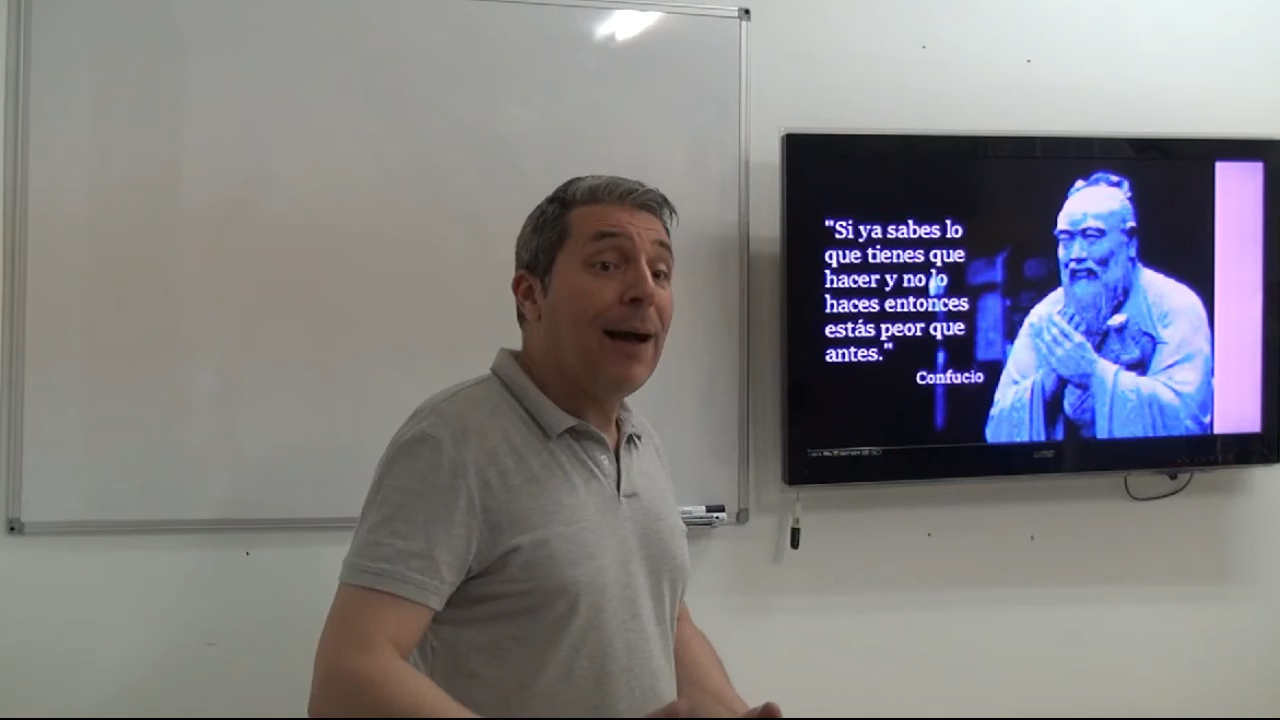 "Si ya sabes lo
que tienes que
hacer y no lo
haces entonces
estás peor que
antes."
Confucio